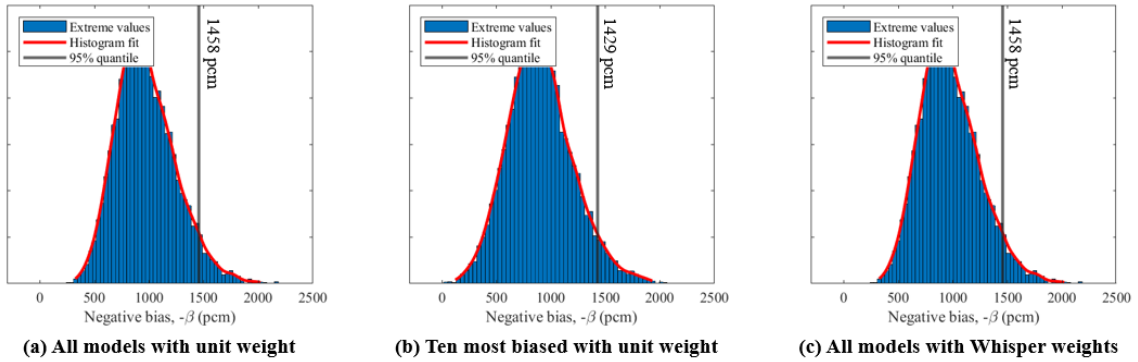 Extreme values
Histogram fit
95% quantile
1458 pcm
0 500 1000 1500 2000 2500
Negative bias, -β (pcm)
(a) All models with unit weight
Extreme values
Histogram fit
95% quantile
1429 pcm
0 500 1000 1500 2000 2500
Negative bias, -β (pcm)
(b) Ten most biased with unit weight
Extreme values
Histogram fit
95% quantile
1458 pcm
0 500 1000 1500 2000 2500
Negative bias, -β (pcm)
(c) All models with Whisper weights